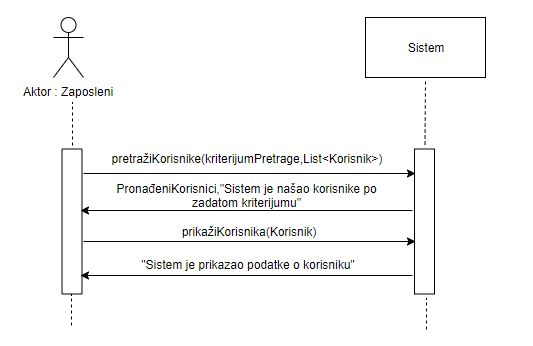 Sistem
Aktor : Zaposleni
pretražiKorisnike(kriterijumPretrage,List<Korisnik>)
PronađeniKorisnici,"Sistem je našao korisnike po
zadatom kriterijumu"
prikažiKorisnika(Korisnik)
"Sistem je prikazao podatke o korisniku"